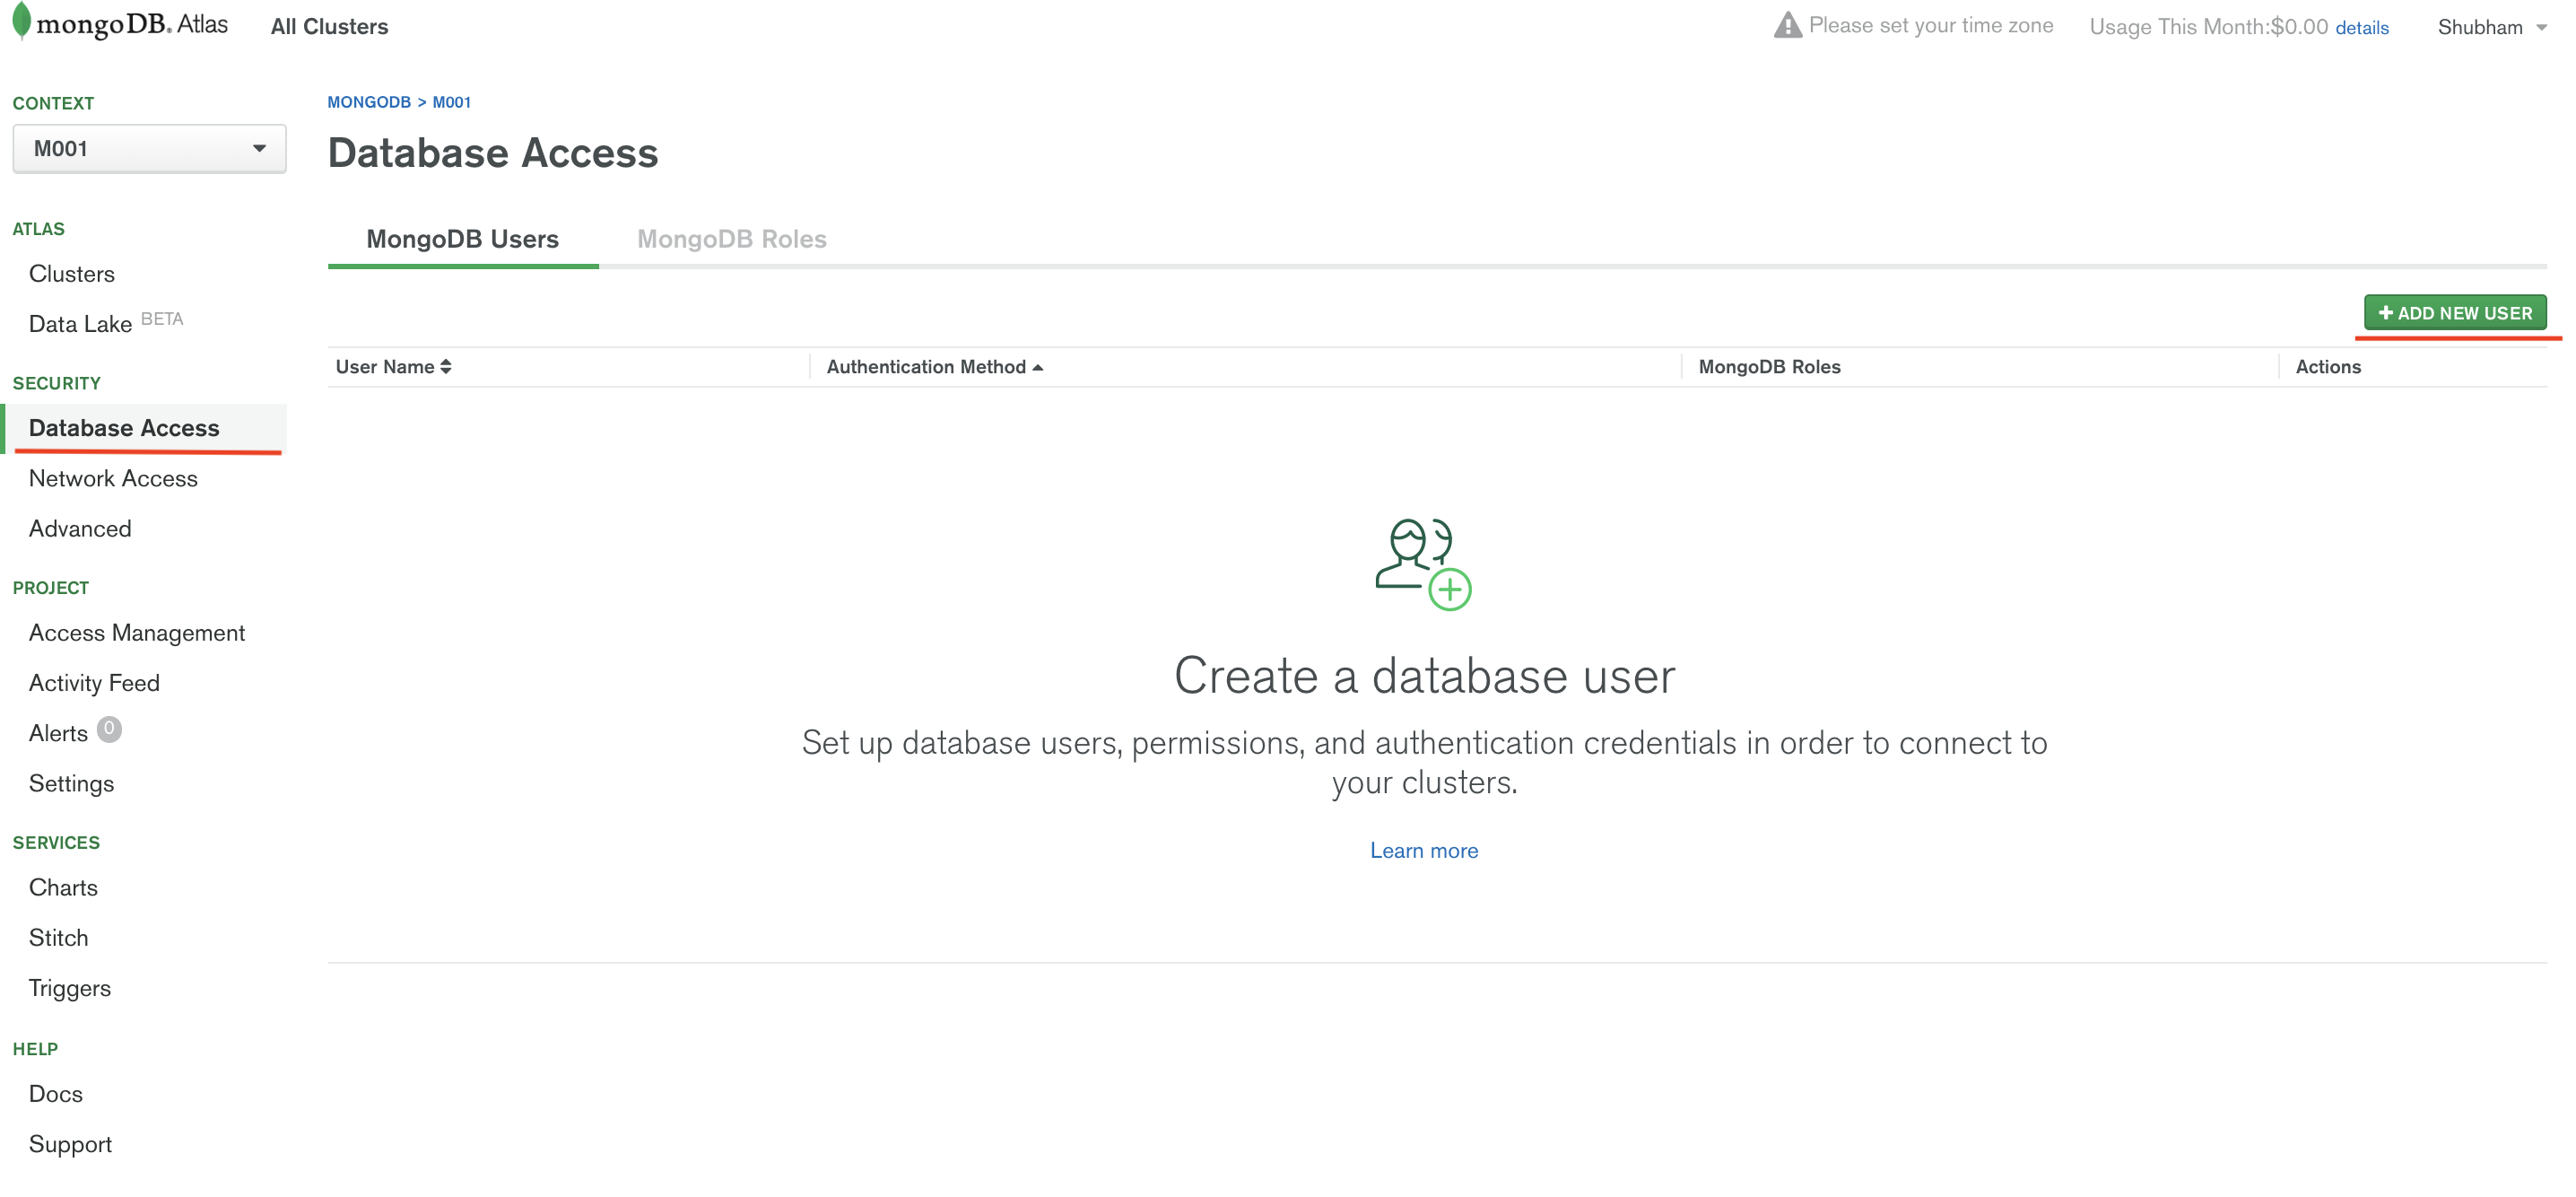 mongoDB. Atlas All Clusters Please set your time zone Usage This Month:$0.00 details Shubham
CONTEXT
M001
ATLAS
Clusters
Data Lake BETA
SECURITY
Database Access
Network Access
Advanced
PROJECT
Access Management
Activity Feed
Alerts 0
Settings
SERVICES
Charts
Stitch
Triggers
HELP
Docs
Support
MONGODB > M001
Database Access
MongoDB Users MongoDB Roles
+ ADD NEW USER
User Name Authentication Method MongoDB Roles Actions
Create a database user
Set up database users, permissions, and authentication credentials in order to connect to
your clusters.
Learn more